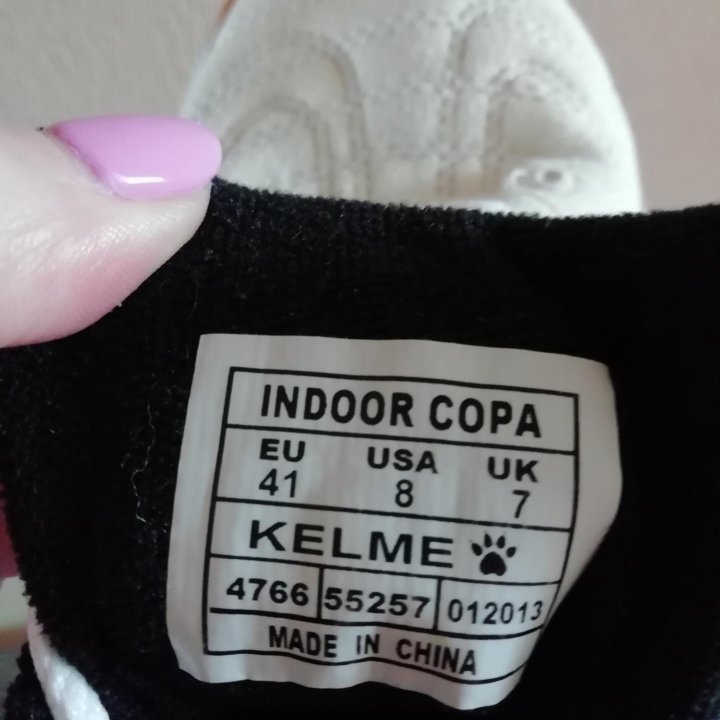 INDOOR COPA
EU USA UK
41 8 7
KELME
4766 55257 012013
MADE IN CHINA